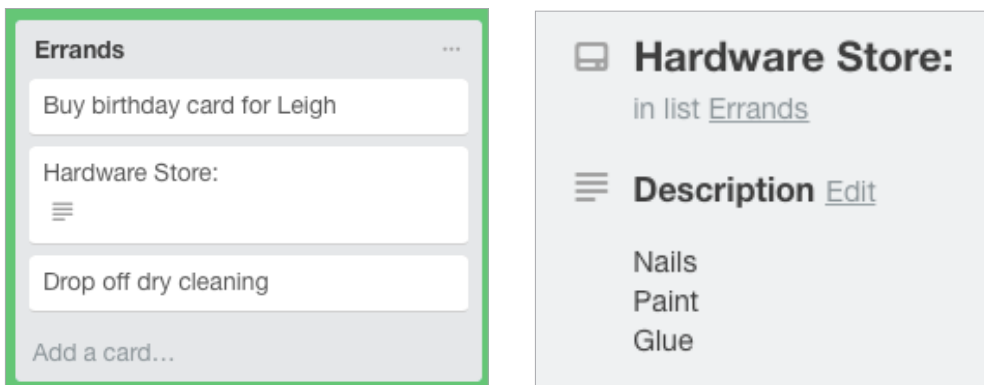 Errands
Buy birthday card for Leigh
Hardware Store:
Drop off dry cleaning
Add a card...
Hardware Store:
in list Errands
Description Edit
Nails
Paint
Glue